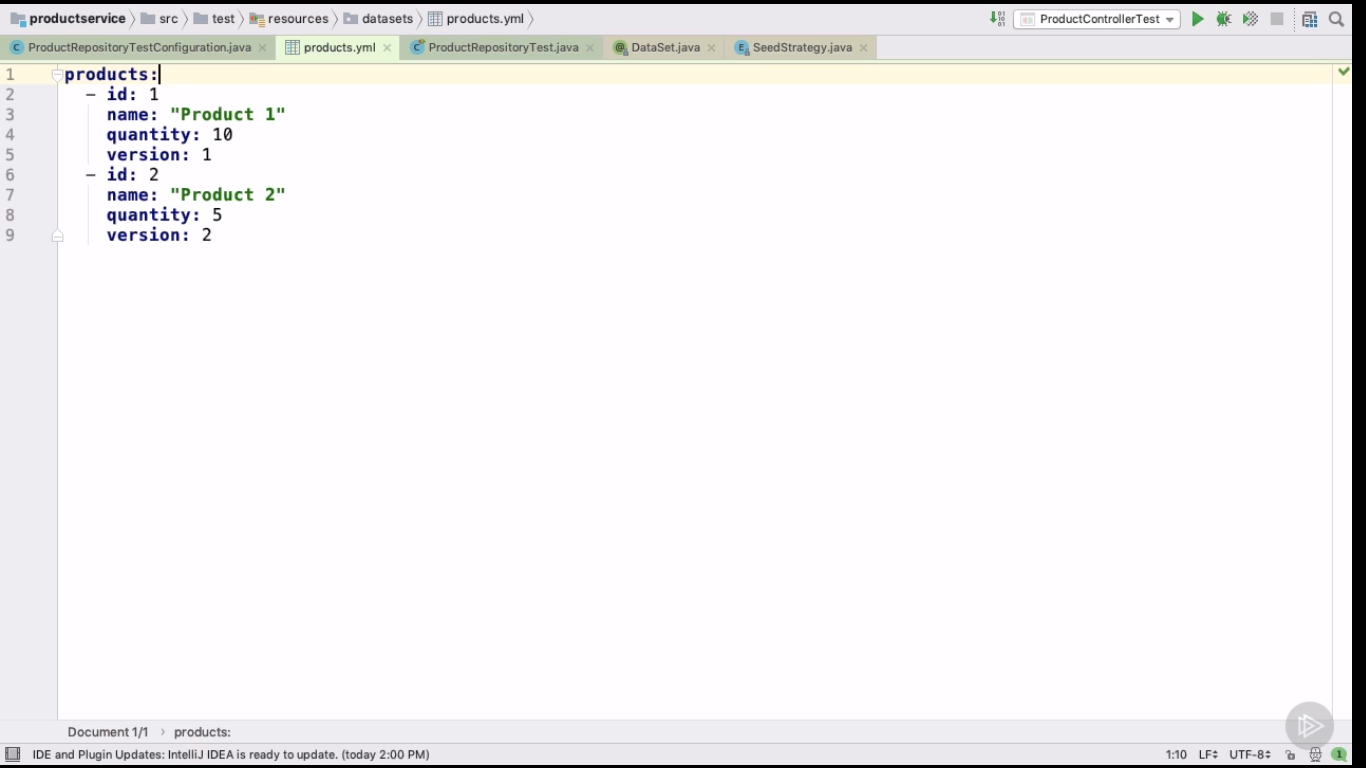 productservice src test resources datasets products.yml ProductControllerTest
ProductRepositoryTestConfiguration.java products.yml ProductRepositoryTest.java DataSet.java SeedStrategy.java
1 products:
2 - id: 1
3 name: "Product 1"
4 quantity: 10
5 version: 1
6 - id: 2
7 name: "Product 2"
8 quantity: 5
9 version: 2
Document 1/1 › products:
IDE and Plugin Updates: IntelliJ IDEA is ready to update. (today 2:00 PM) 1:10 LF UTF-8 1